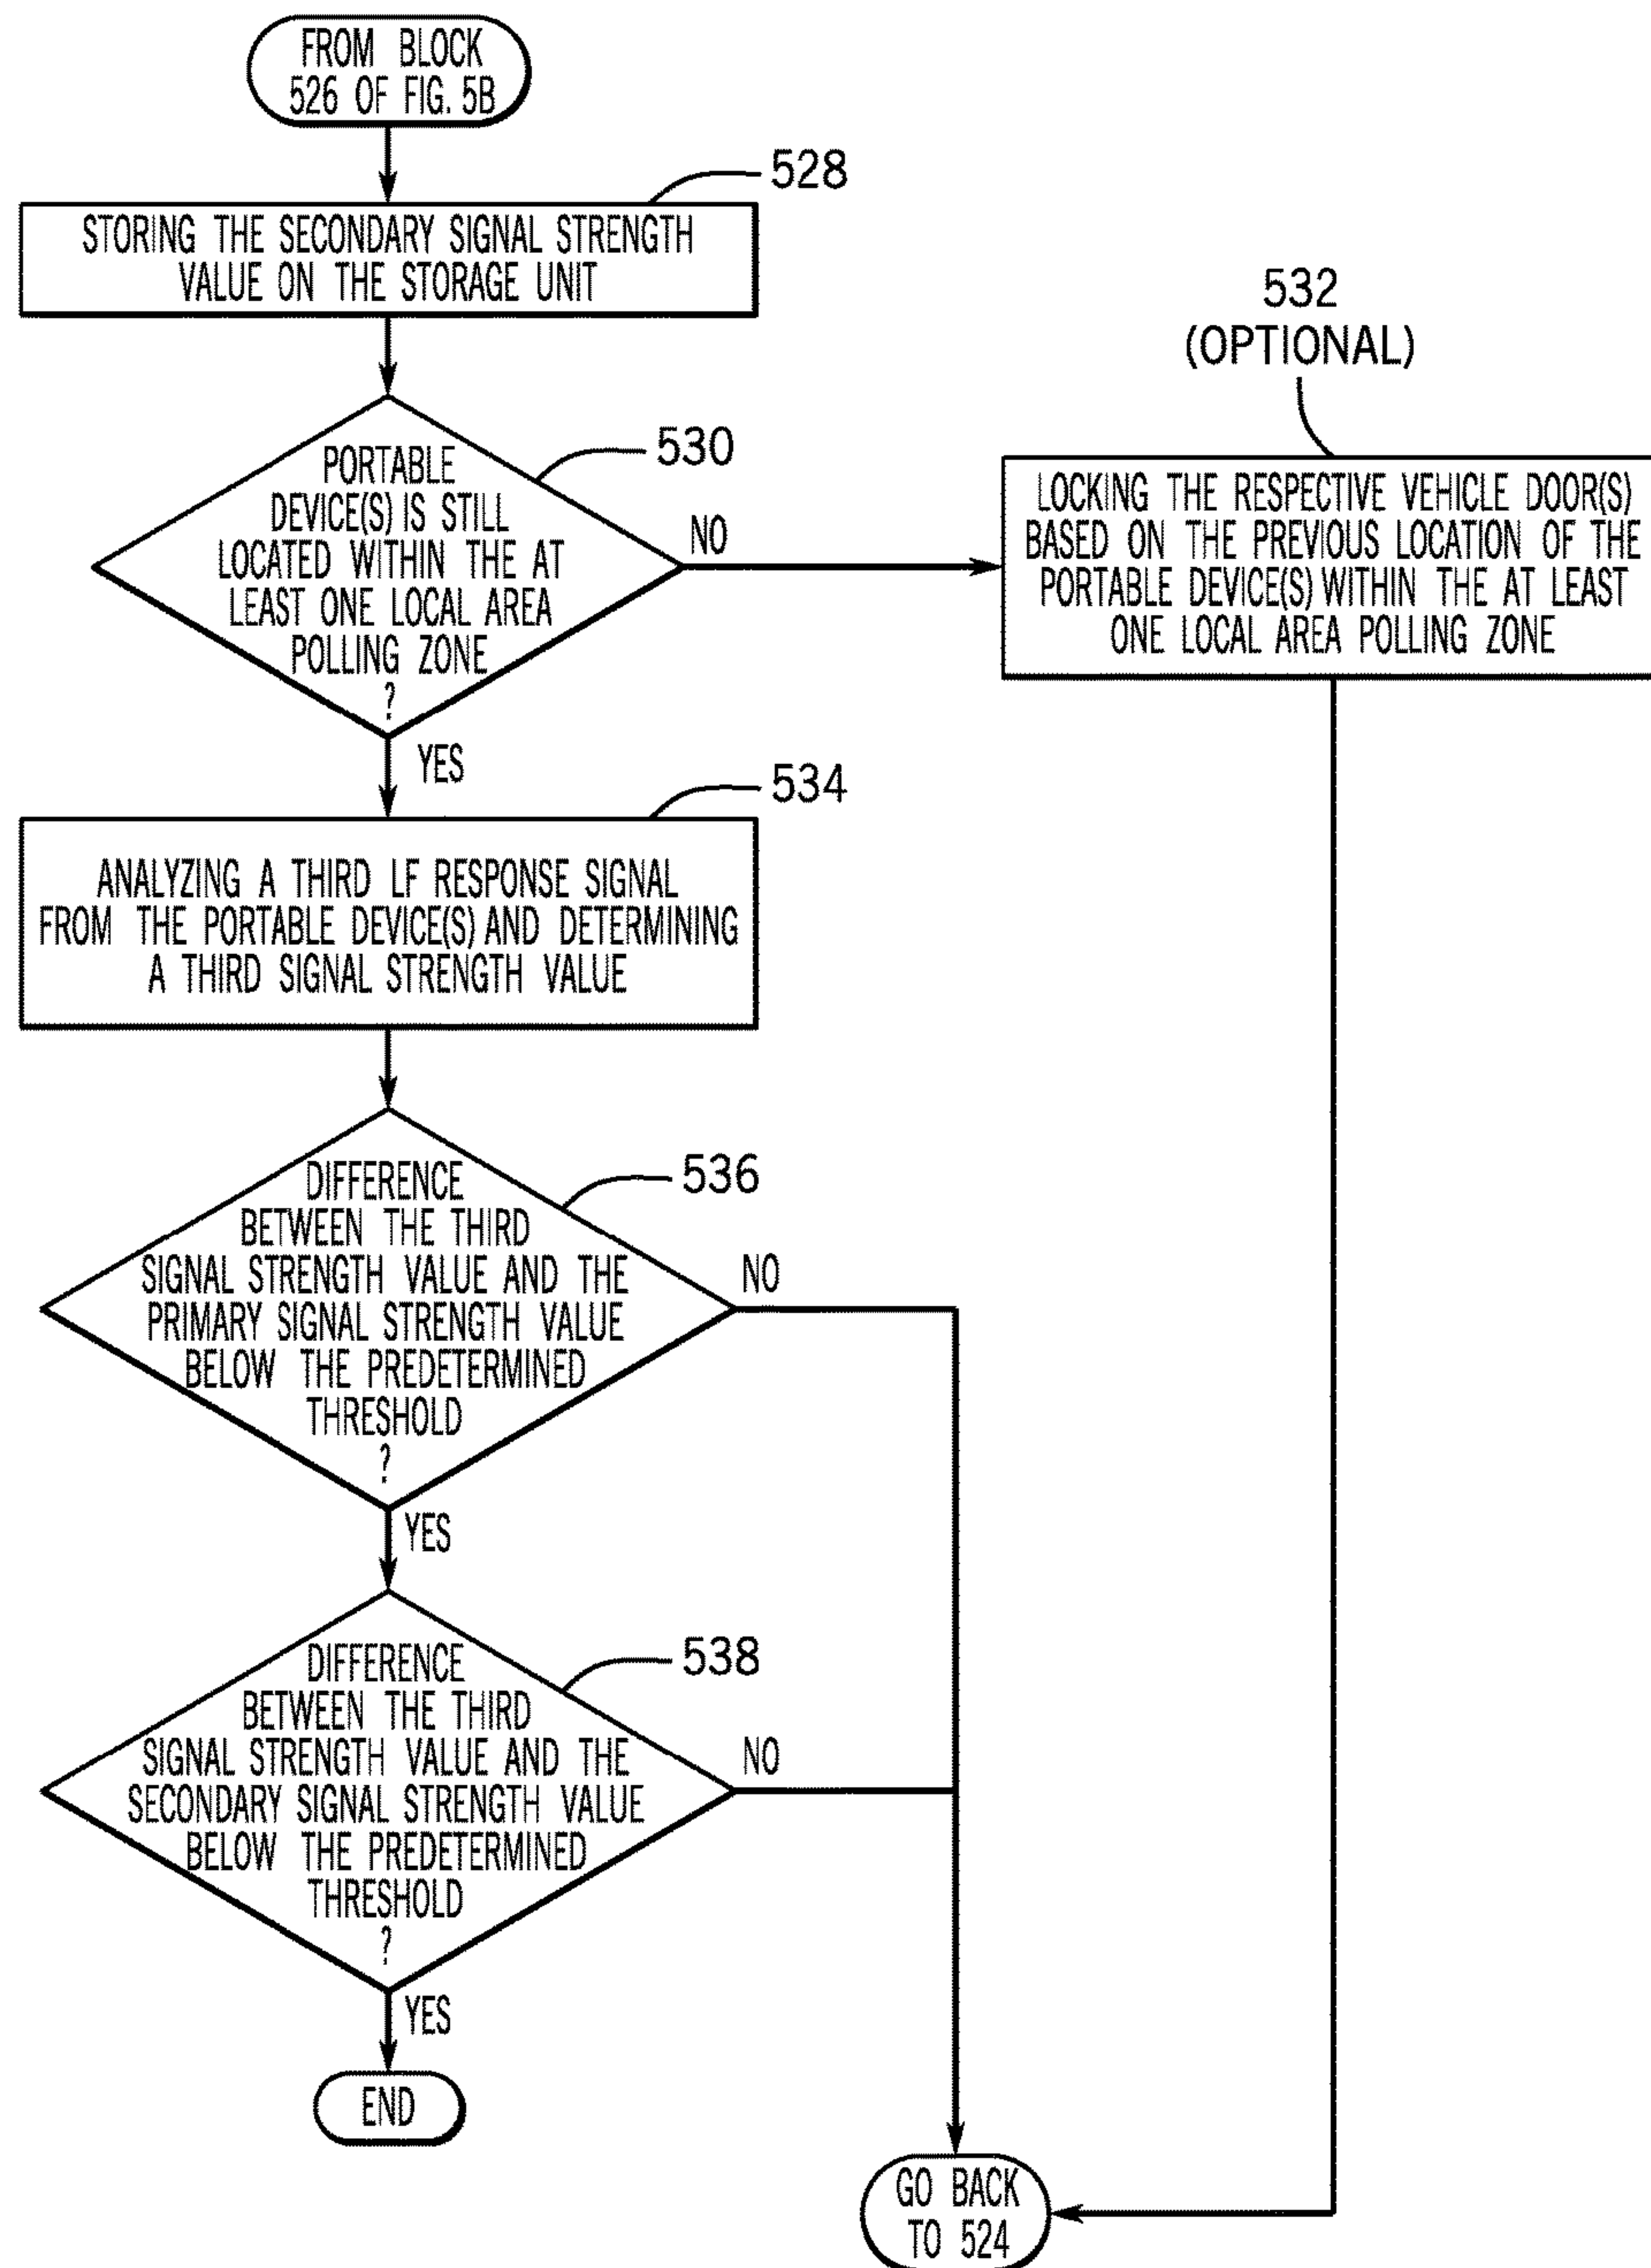 FROM BLOCK
526 OF FIG. 5B
528
STORING THE SECONDARY SIGNAL STRENGTH
VALUE ON THE STORAGE UNIT
532
(OPTIONAL)
530
PORTABLE
DEVICE(S) IS STILL
LOCATED WITHIN THE AT
LEAST ONE LOCAL AREA
POLLING ZONE
?
NO
LOCKING THE RESPECTIVE VEHICLE DOOR(S)
BASED ON THE PREVIOUS LOCATION OF THE
PORTABLE DEVICE(S) WITHIN THE AT LEAST
ONE LOCAL AREA POLLING ZONE
YES
534
ANALYZING A THIRD LF RESPONSE SIGNAL
FROM THE PORTABLE DEVICE(S) AND DETERMINING
A THIRD SIGNAL STRENGTH VALUE
536
DIFFERENCE
BETWEEN THE THIRD
SIGNAL STRENGTH VALUE AND THE
PRIMARY SIGNAL STRENGTH VALUE
BELOW THE PREDETERMINED
THRESHOLD
?
NO
YES
538
DIFFERENCE
BETWEEN THE THIRD
SIGNAL STRENGTH VALUE AND THE
SECONDARY SIGNAL STRENGTH VALUE
BELOW THE PREDETERMINED
THRESHOLD
?
NO
YES
END
GO BACK
TO 524